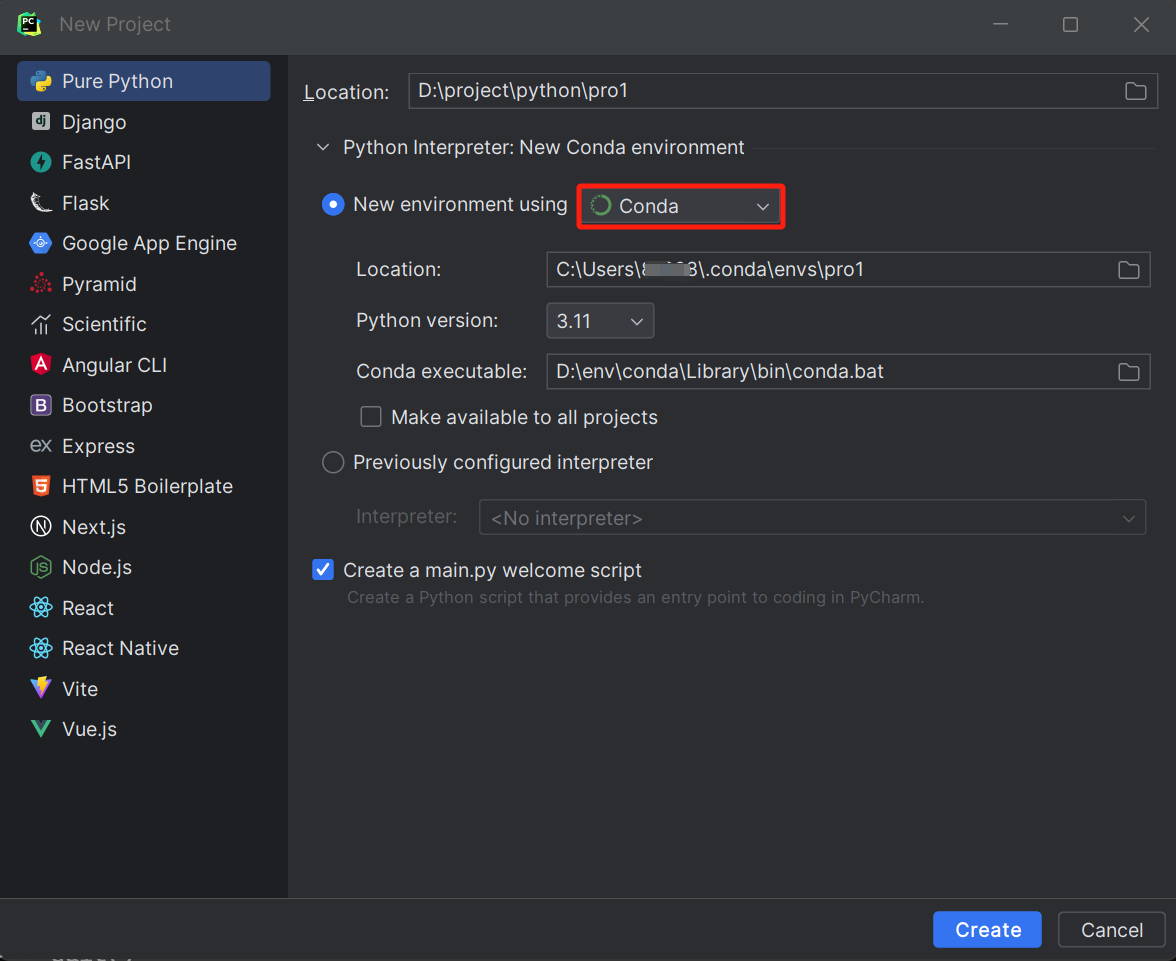 New Project
Pure Python
Django
FastAPI
Flask
Google App Engine
Pyramid
Scientific
Angular CLI
Bootstrap
Express
HTML5 Boilerplate
Next.js
Node.js
React
React Native
Vite
Vue.js
Location: D:\project\python\pro1
Python Interpreter: New Conda environment
New environment using Conda
Location: C:\Users\ \.conda\envs\pro1
Python version: 3.11
Conda executable: D:\env\conda\Library\bin\conda.bat
Make available to all projects
Previously configured interpreter
Interpreter: <No interpreter>
Create a main.py welcome script
Create a Python script that provides an entry point to coding in PyCharm.
Create Cancel